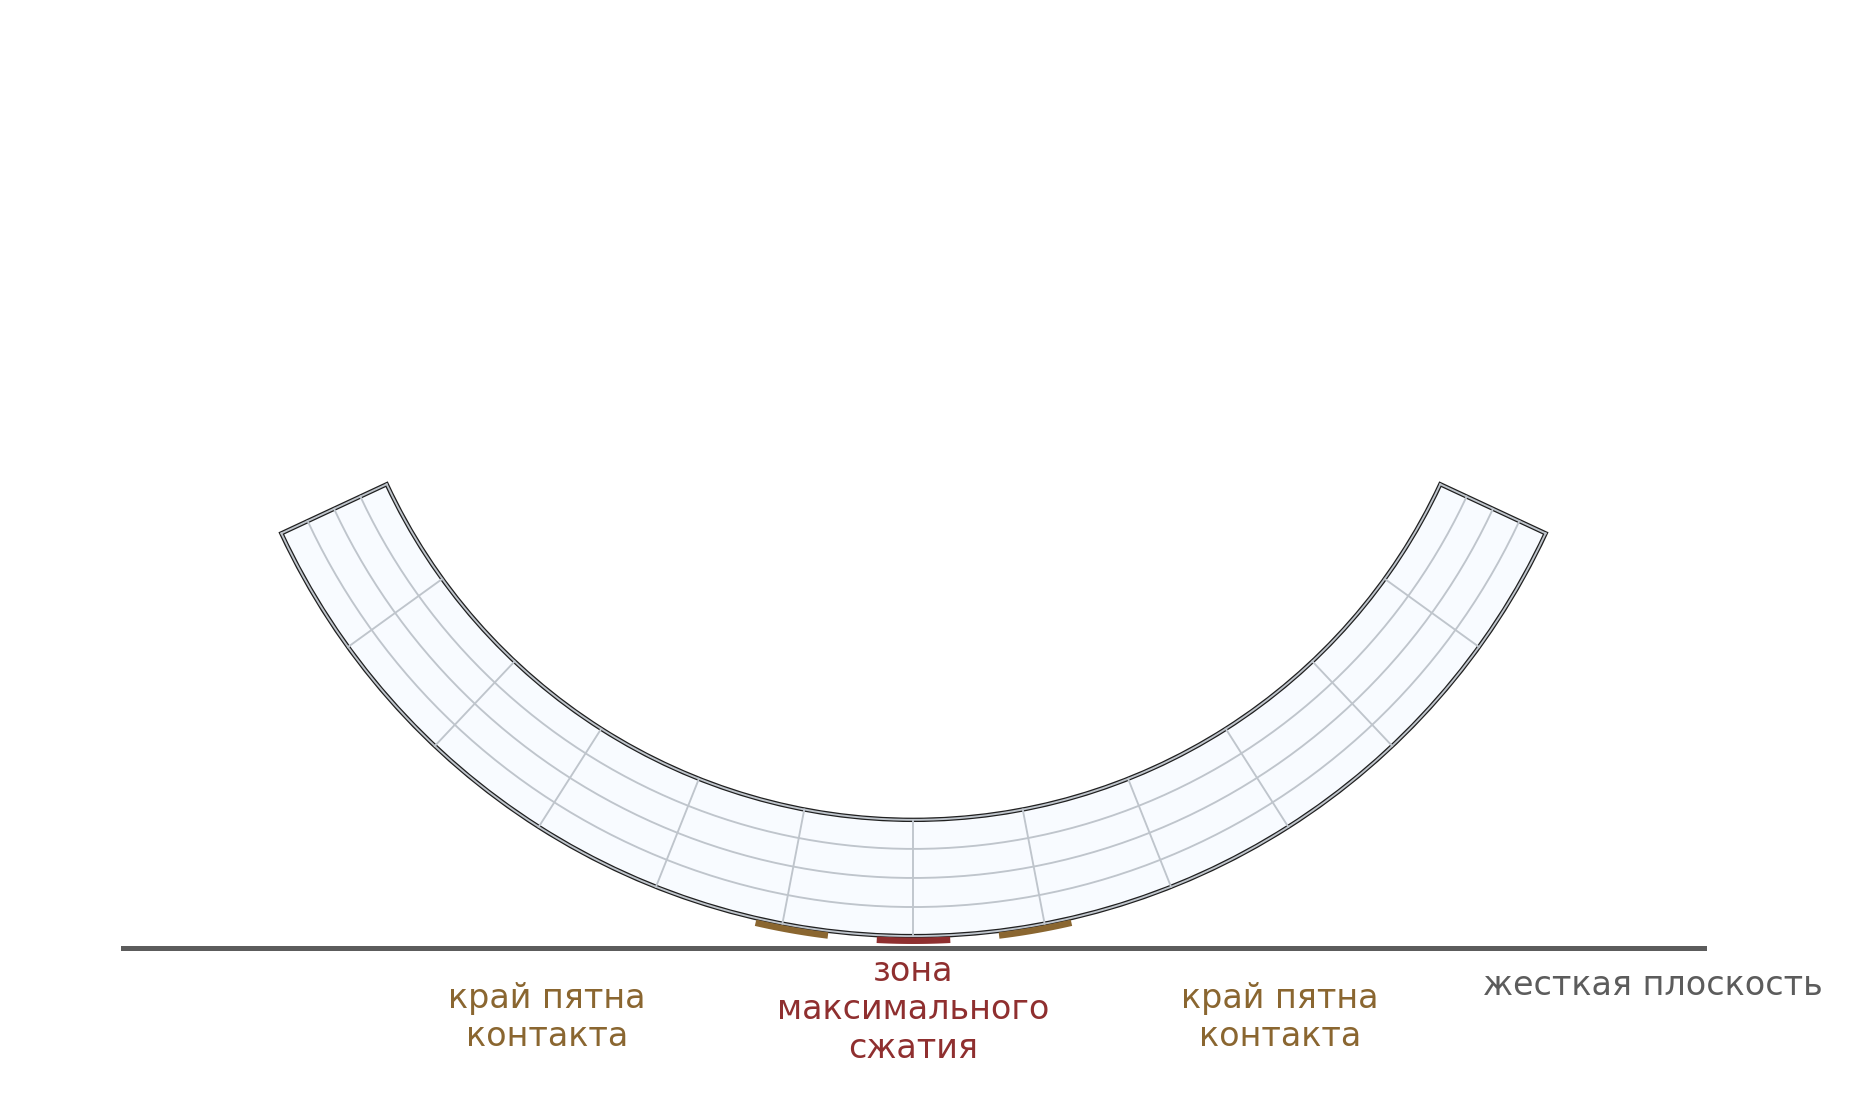 зона
максимального
сжатия
край пятна
контакта
край пятна
контакта
жесткая плоскость